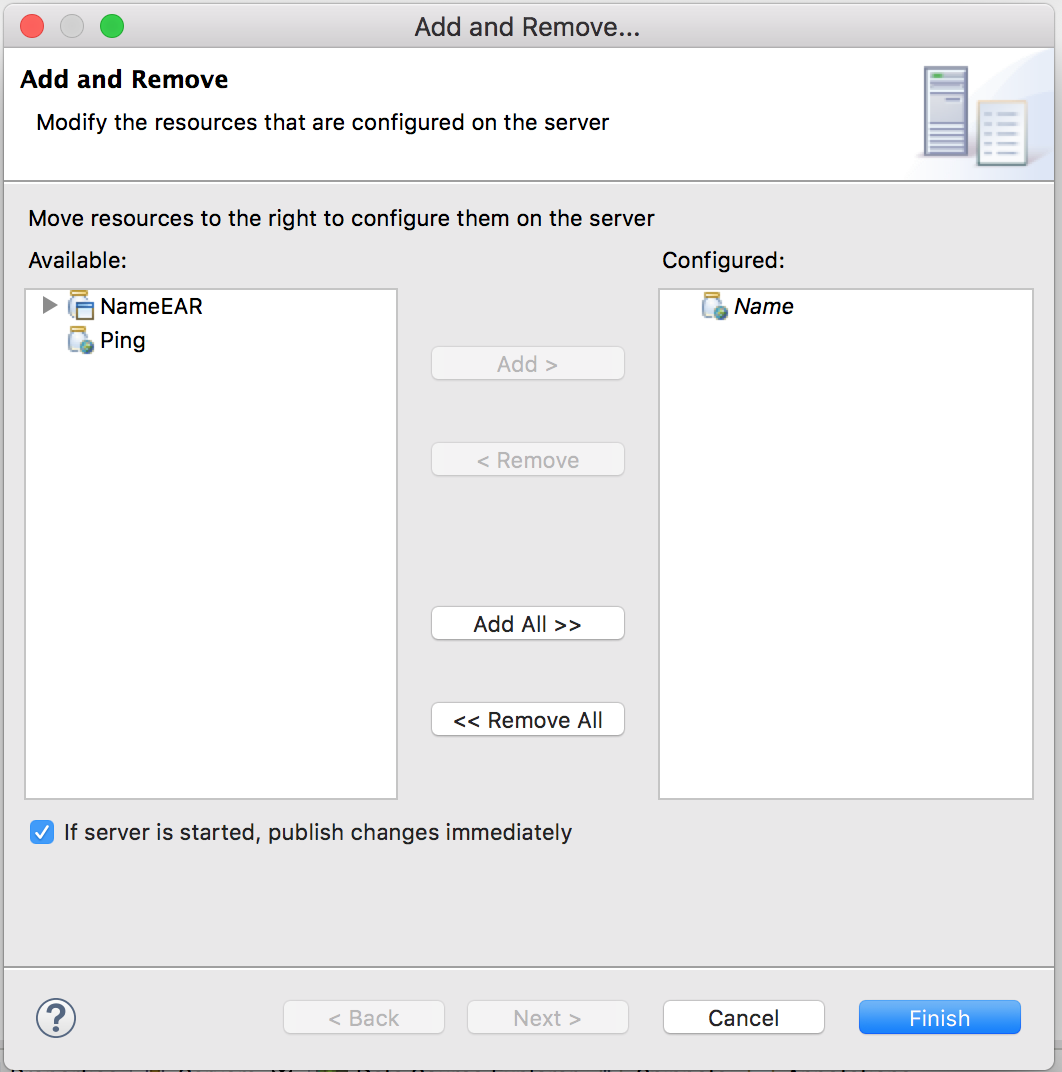 Add and Remove...
Add and Remove
Modify the resources that are configured on the server
Move resources to the right to configure them on the server
Available:
Configured:
NameEAR
Ping
Name
Add >
< Remove
Add All >>
<< Remove All
If server is started, publish changes immediately
?
< Back
Next >
Cancel
Finish